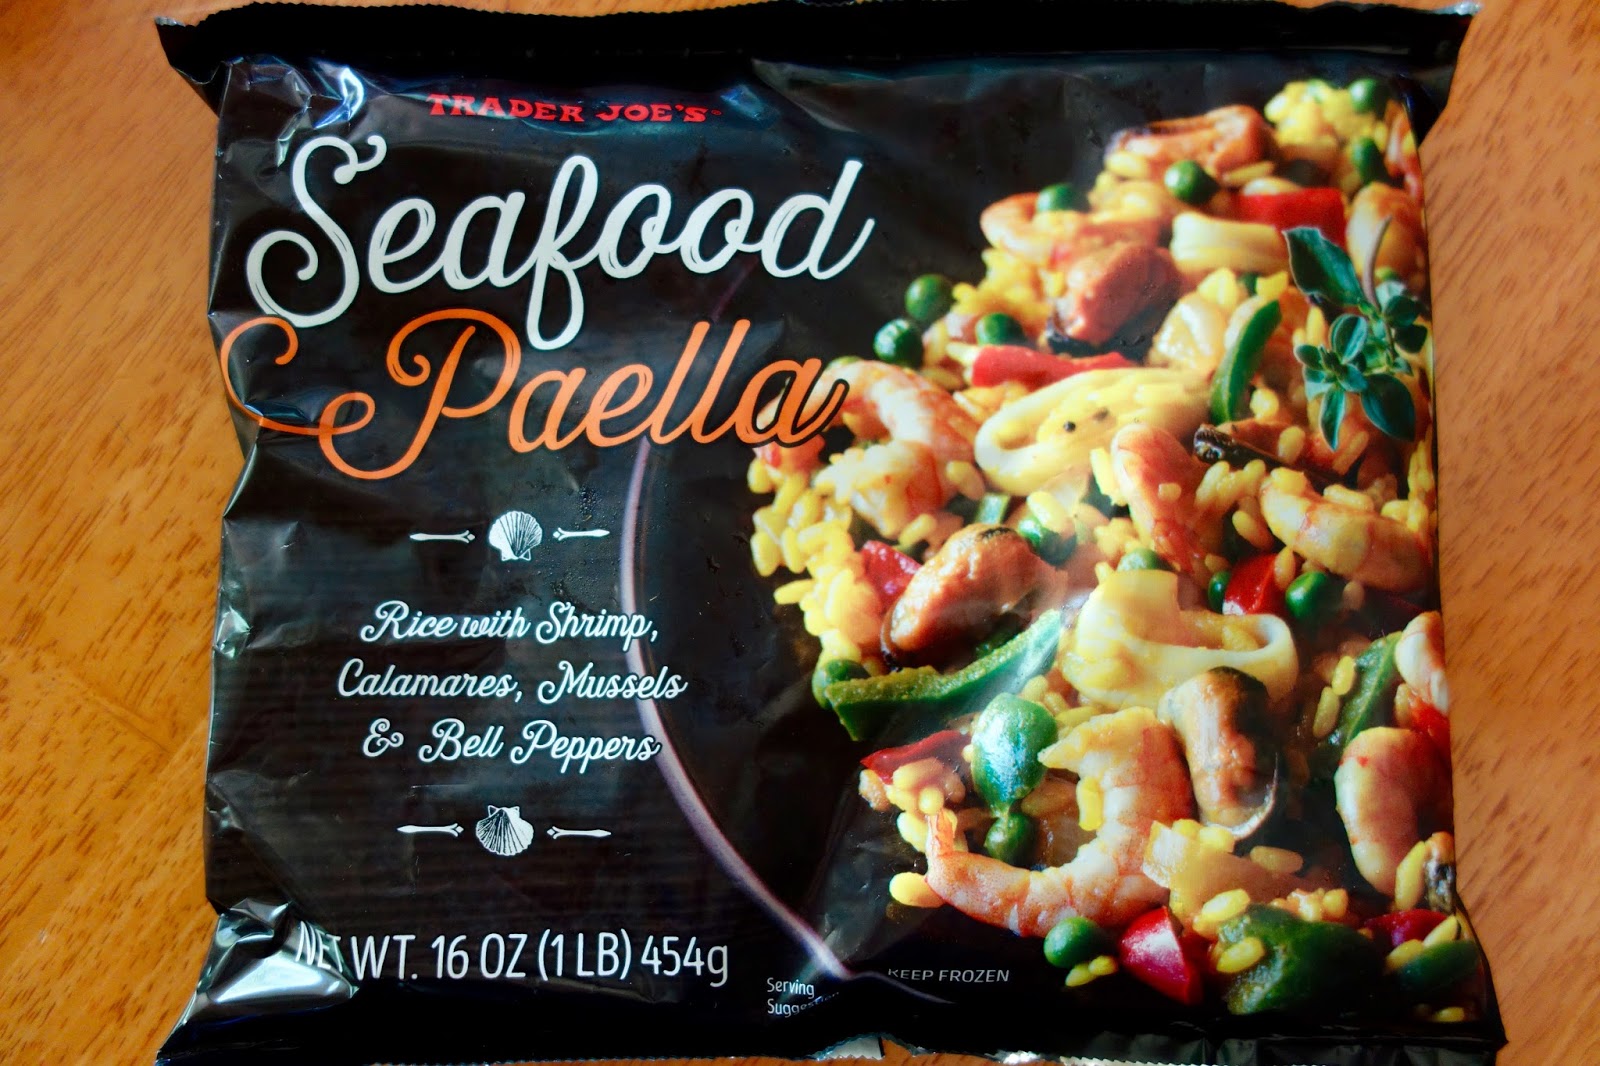 TRADER JOE'S
Seafood
Paella
Rice with Shrimp,
Calamares, Mussels
& Bell Peppers
NET WT. 16 OZ (1 LB) 454g
Serving
Suggestion
KEEP FROZEN